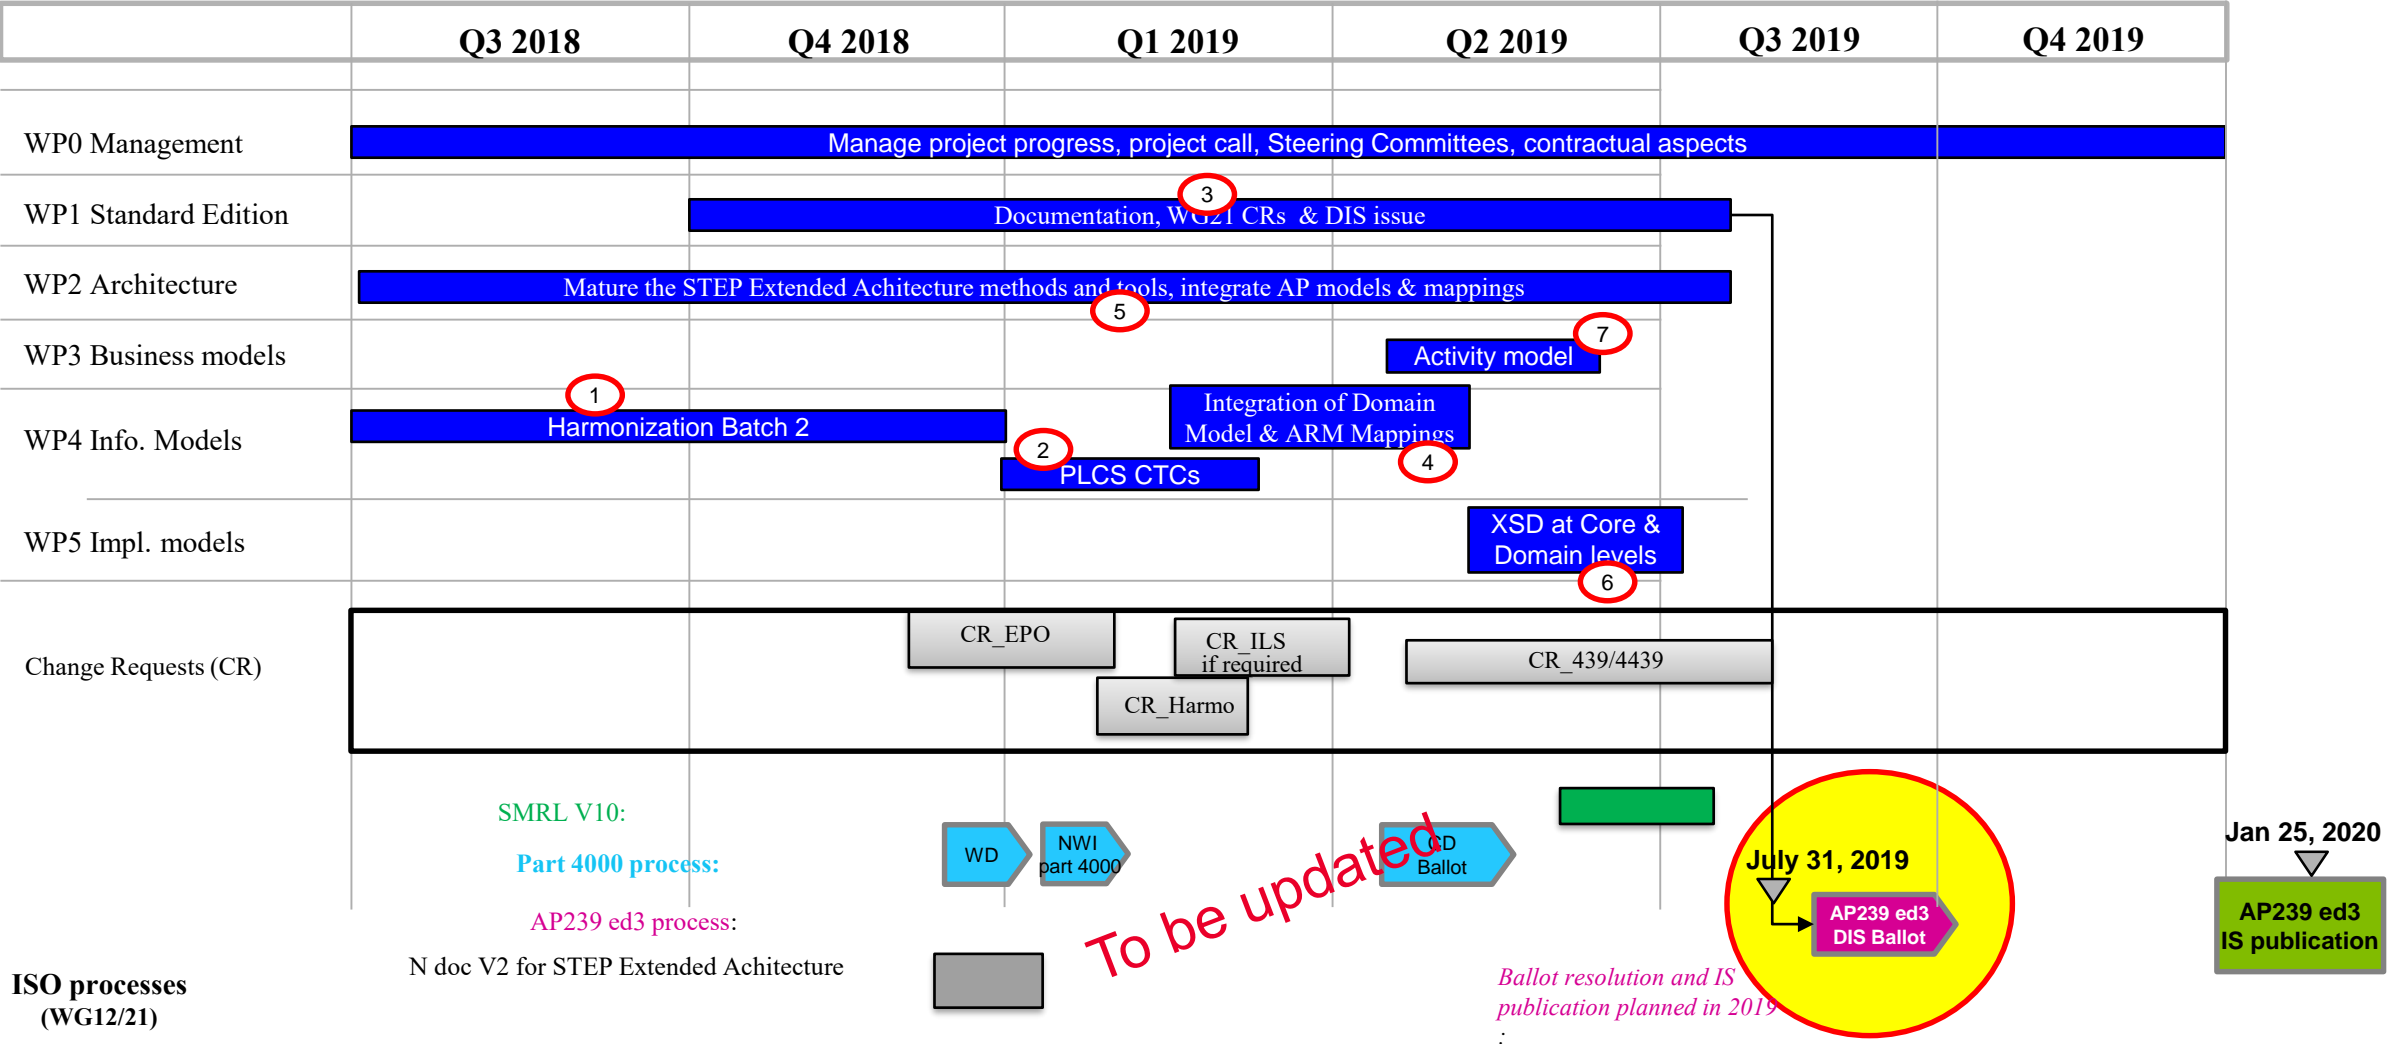 Q3 2018
Q4 2018
Q1 2019
Q2 2019
Q3 2019
Q4 2019
WP0 Management
Manage project progress, project call, Steering Committees, contractual aspects
3
WP1 Standard Edition
Documentation, WG21 CRs & DIS issue
WP2 Architecture
Mature the STEP Extended Achitecture methods and tools, integrate AP models & mappings
5
7
WP3 Business models
Activity model
1
WP4 Info. Models
Harmonization Batch 2
Integration of Domain
Model & ARM Mappings
2
4
PLCS CTCs
WP5 Impl. models
XSD at Core &
Domain levels
6
Change Requests (CR)
CR_EPO
CR_ILS
if required
CR_439/4439
CR_Harmo
SMRL V10:
Part 4000 process:
WD
NWI
part 4000
CD
Ballot
To be updated
July 31, 2019
Jan 25, 2020
AP239 ed3 process:
AP239 ed3
DIS Ballot
AP239 ed3
IS publication
N doc V2 for STEP Extended Achitecture
Ballot resolution and IS
publication planned in 2019
.
ISO processes
(WG12/21)